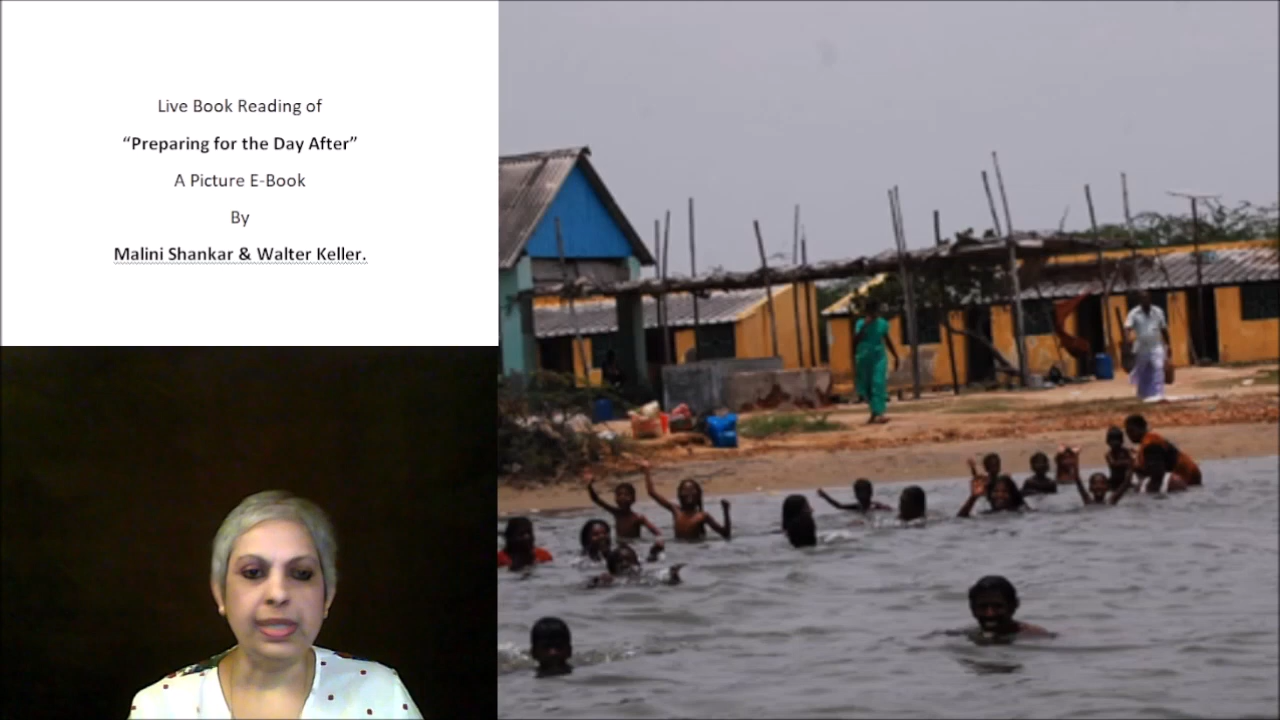 Live Book Reading of
“Preparing for the Day After”
A Picture E-Book
By
Malini Shankar & Walter Keller.